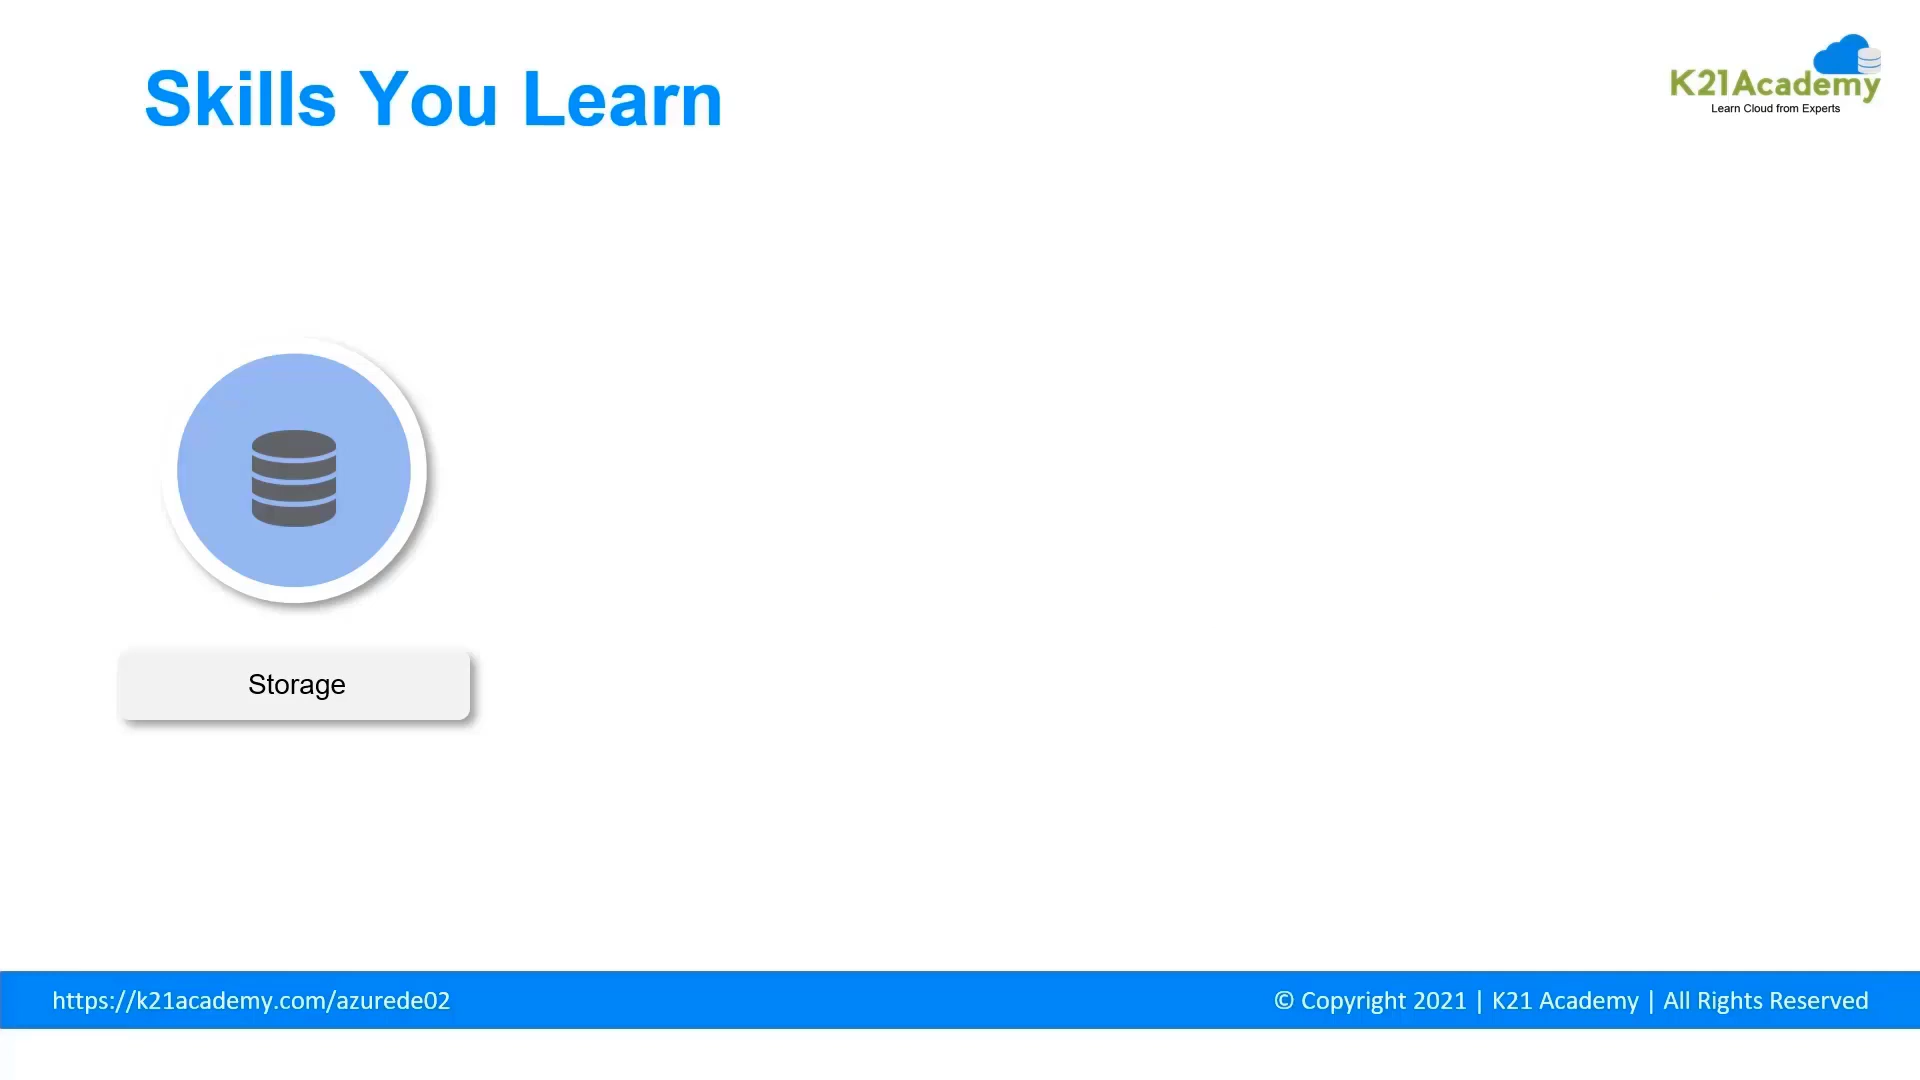 Skills You Learn
K21Academy
Learn Cloud from Experts
Storage
https://k21academy.com/azurede02
© Copyright 2021 | K21 Academy | All Rights Reserved